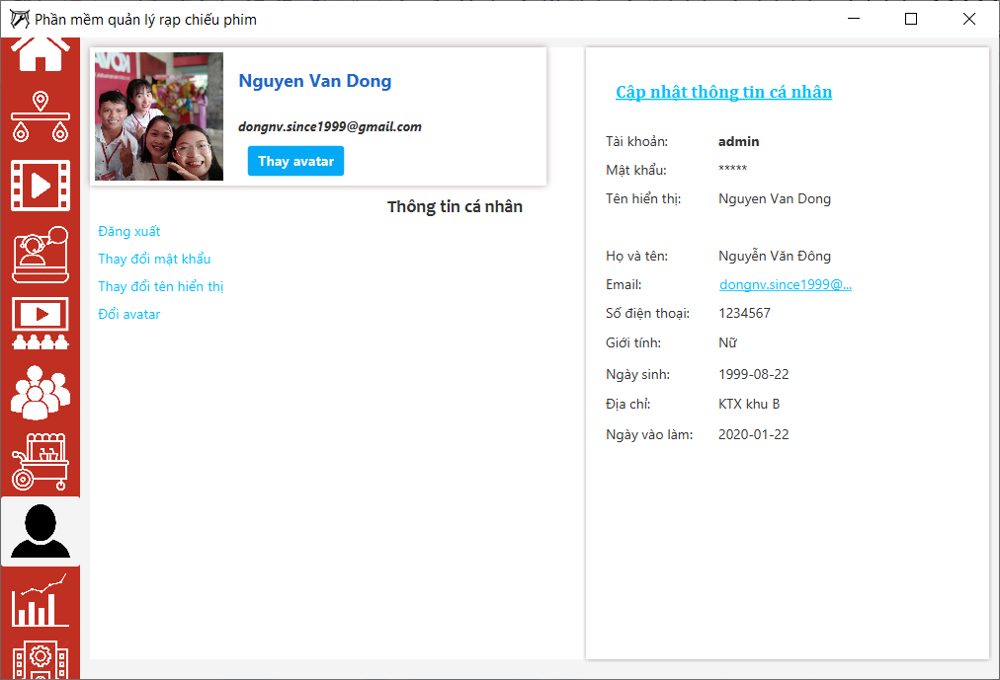 Phần mềm quản lý rạp chiếu phim
Nguyen Van Dong
dongnv.since1999@gmail.com
Thay avatar
Thông tin cá nhân
Đăng xuất
Thay đổi mật khẩu
Thay đổi tên hiển thị
Đổi avatar
Cập nhật thông tin cá nhân
Tài khoản: admin
Mật khẩu: *****
Tên hiển thị: Nguyen Van Dong
Họ và tên: Nguyễn Văn Đông
Email: dongnv.since1999@...
Số điện thoại: 1234567
Giới tính: Nữ
Ngày sinh: 1999-08-22
Địa chỉ: KTX khu B
Ngày vào làm: 2020-01-22